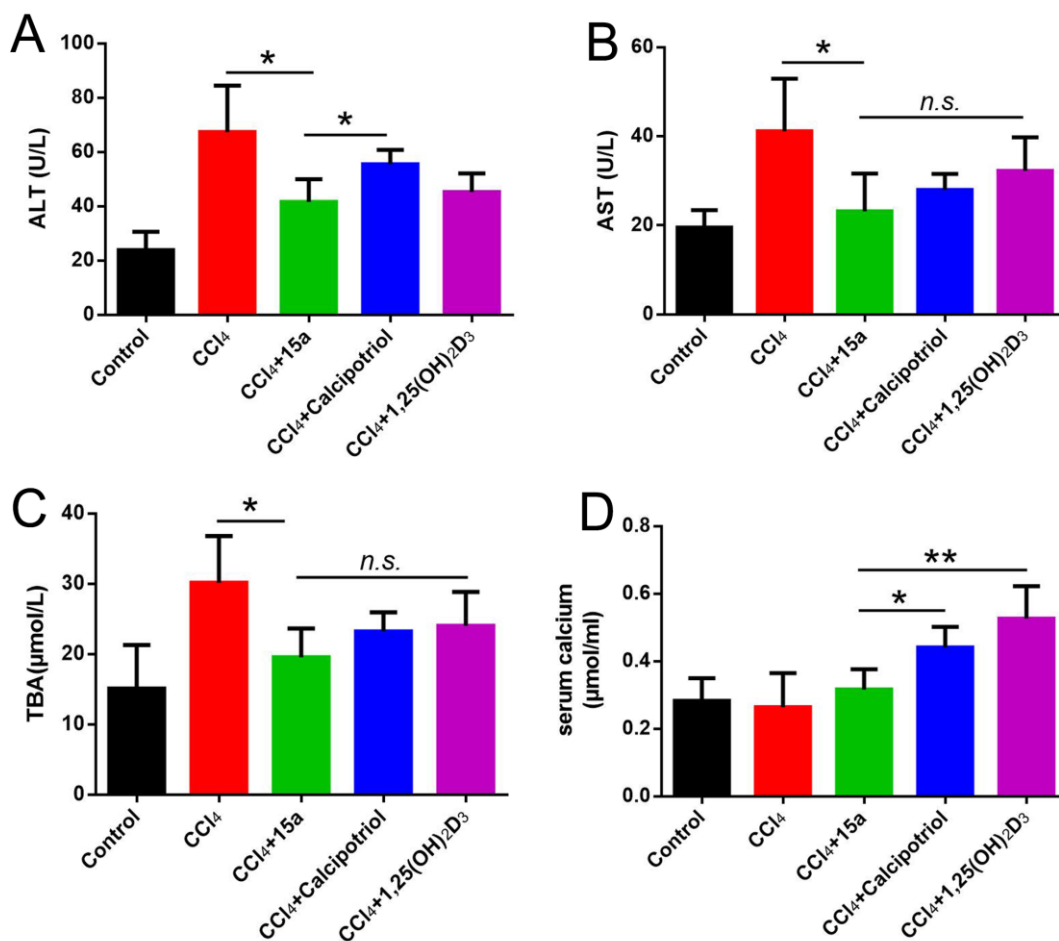 A
ALT (U/L)
100
80
60
40
20
0
*
*
Control
CCl₄
CCl₄+15a
CCl₄+Calcipotriol
CCl₄+1,25(OH)₂D₃
B
AST (U/L)
60
40
20
0
*
n.s.
Control
CCl₄
CCl₄+15a
CCl₄+Calcipotriol
CCl₄+1,25(OH)₂D₃
C
TBA(μmol/L)
40
30
20
10
0
*
n.s.
Control
CCl₄
CCl₄+15a
CCl₄+Calcipotriol
CCl₄+1,25(OH)₂D₃
D
serum calcium
(μmol/ml)
0.8
0.6
0.4
0.2
0.0
**
*
Control
CCl₄
CCl₄+15a
CCl₄+Calcipotriol
CCl₄+1,25(OH)₂D₃